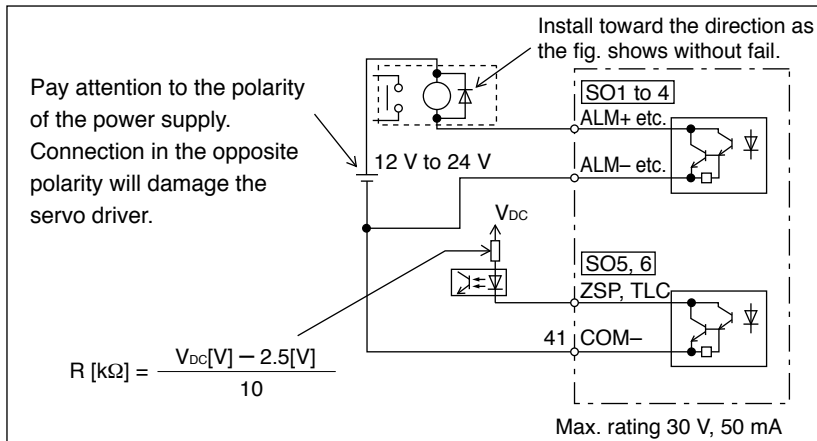 Install toward the direction as
the fig. shows without fail.
Pay attention to the polarity
of the power supply.
Connection in the opposite
polarity will damage the
servo driver.
12 V to 24 V
SO1 to 4
ALM+ etc.
ALM– etc.
VDC
SO5, 6
ZSP, TLC
41 COM–
R [kΩ] = VDC[V] – 2.5[V]
10
Max. rating 30 V, 50 mA